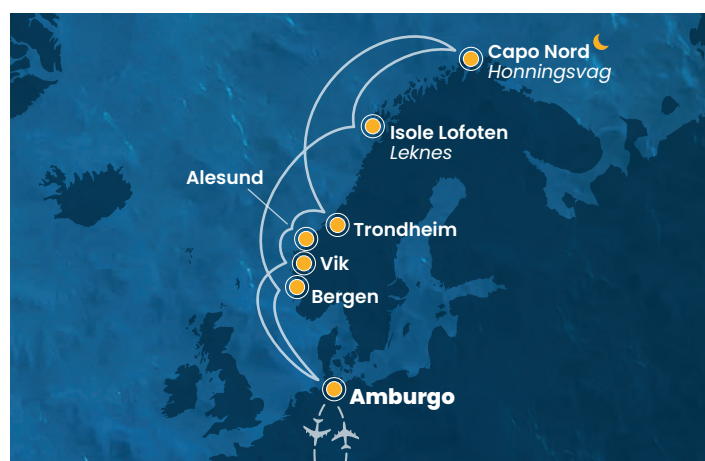 Capo Nord
Honningsvag
Isole Lofoten
Leknes
Alesund
Trondheim
Vik
Bergen
Amburgo